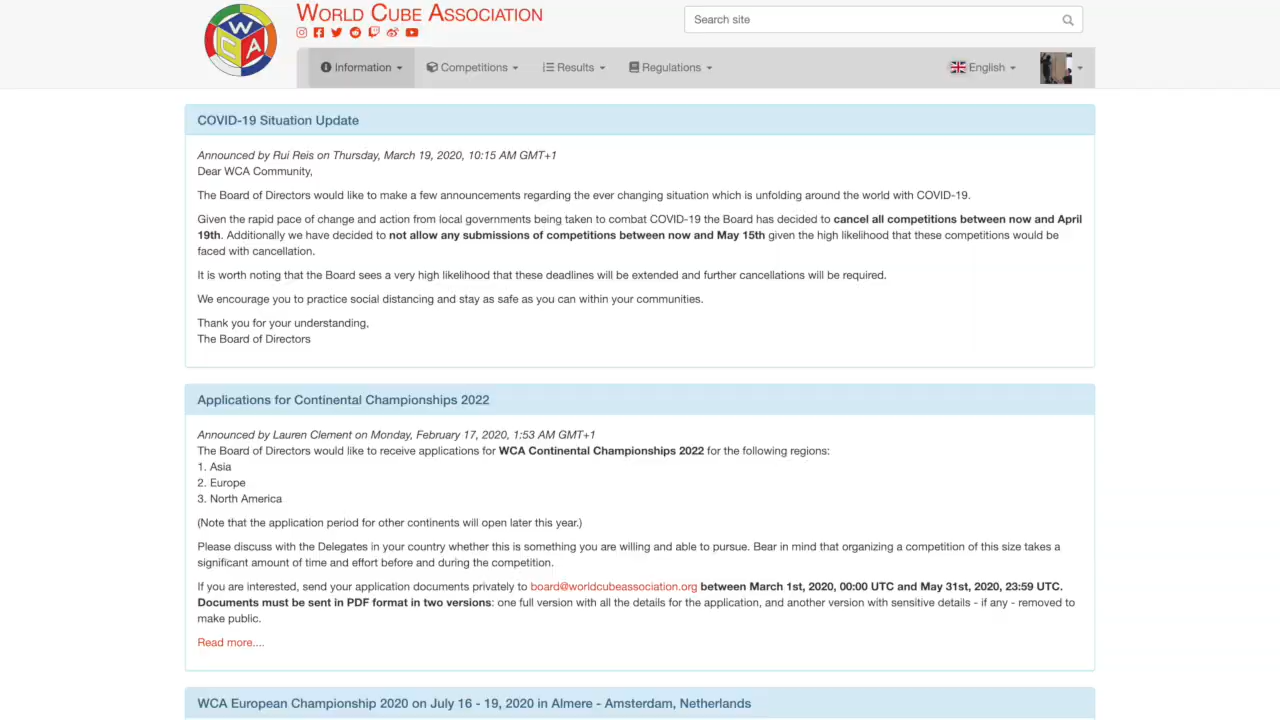 WORLD CUBE ASSOCIATION
Search site
W
C A
Information
Competitions
Results
Regulations
English
COVID-19 Situation Update
Announced by Rui Reis on Thursday, March 19, 2020, 10:15 AM GMT+1
Dear WCA Community,
The Board of Directors would like to make a few announcements regarding the ever changing situation which is unfolding around the world with COVID-19.
Given the rapid pace of change and action from local governments being taken to combat COVID-19 the Board has decided to cancel all competitions between now and April
19th. Additionally we have decided to not allow any submissions of competitions between now and May 15th given the high likelihood that these competitions would be
faced with cancellation.
It is worth noting that the Board sees a very high likelihood that these deadlines will be extended and further cancellations will be required.
We encourage you to practice social distancing and stay as safe as you can within your communities.
Thank you for your understanding,
The Board of Directors
Applications for Continental Championships 2022
Announced by Lauren Clement on Monday, February 17, 2020, 1:53 AM GMT+1
The Board of Directors would like to receive applications for WCA Continental Championships 2022 for the following regions:
1. Asia
2. Europe
3. North America
(Note that the application period for other continents will open later this year.)
Please discuss with the Delegates in your country whether this is something you are willing and able to pursue. Bear in mind that organizing a competition of this size takes a
significant amount of time and effort before and during the competition.
If you are interested, send your application documents privately to board@worldcubeassociation.org between March 1st, 2020, 00:00 UTC and May 31st, 2020, 23:59 UTC.
Documents must be sent in PDF format in two versions: one full version with all the details for the application, and another version with sensitive details - if any - removed to
make public.
Read more....
WCA European Championship 2020 on July 16 - 19, 2020 in Almere - Amsterdam, Netherlands